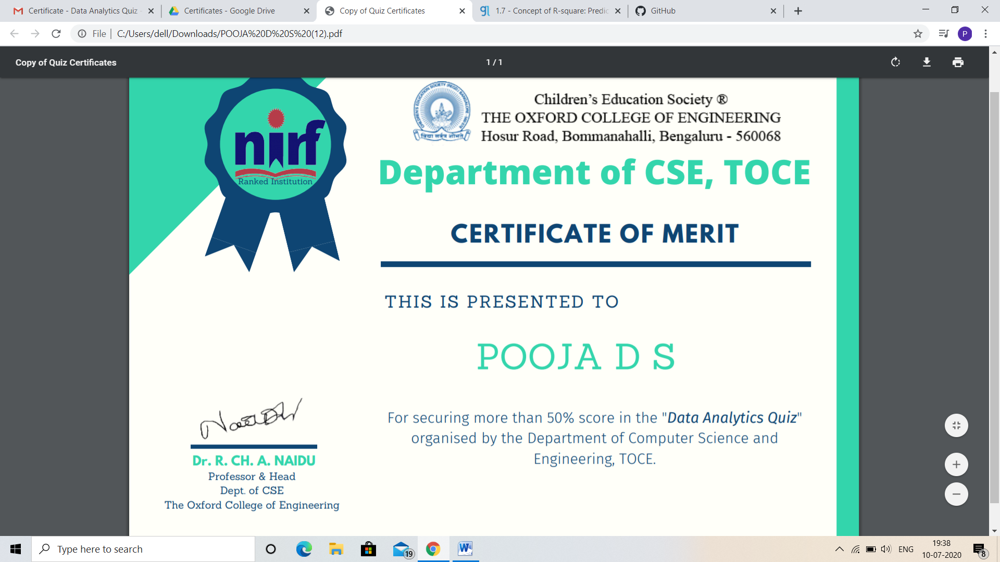 Certificate - Data Analytics Quiz -
Certificates - Google Drive
Copy of Quiz Certificates
1.7 - Concept of R-square: Predic
GitHub
File
C:/Users/dell/Downloads/POOJA%20D%20S%20(12).pdf
P
Copy of Quiz Certificates
1 / 1
nirf
Ranked Institution
Children's Education Society ®
THE OXFORD COLLEGE OF ENGINEERING
Hosur Road, Bommanahalli, Bengaluru - 560068
Department of CSE, TOCE
CERTIFICATE OF MERIT
THIS IS PRESENTED TO
POOJA D S
For securing more than 50% score in the "Data Analytics Quiz"
organised by the Department of Computer Science and
Engineering, TOCE.
Dr. R. CH. A. NAIDU
Professor & Head
Dept. of CSE
The Oxford College of Engineering
Type here to search
19
ENG
19:38
10-07-2020
8